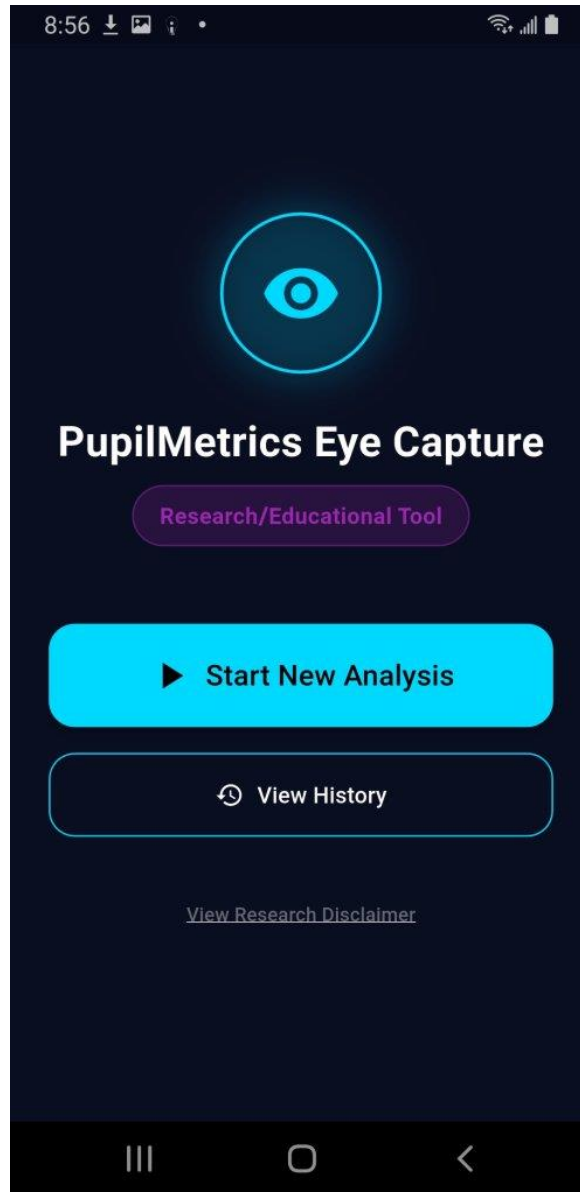 8:56
PupilMetrics Eye Capture
Research/Educational Tool
Start New Analysis
View History
View Research Disclaimer